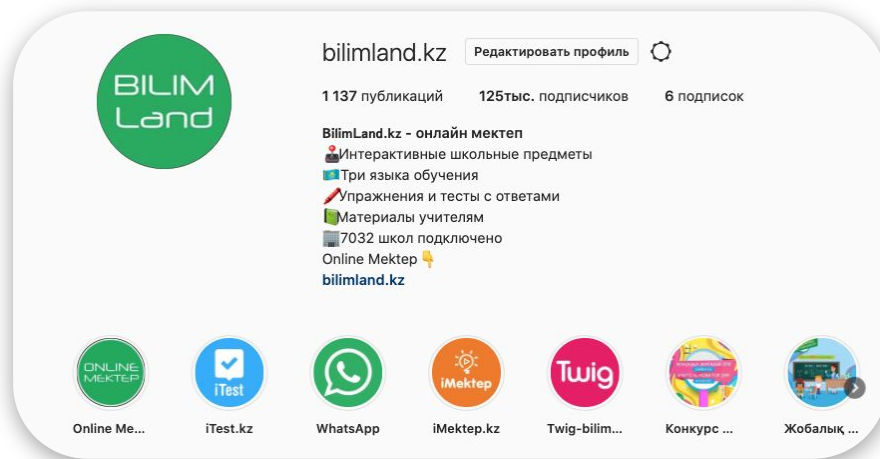 BILIM
Land
bilimland.kz Редактировать профиль
1 137 публикаций 125тыс. подписчиков 6 подписок
BilimLand.kz - онлайн мектеп
Интерактивные школьные предметы
Три языка обучения
Упражнения и тесты с ответами
Материалы учителям
7032 школ подключено
Online Mektep
bilimland.kz
ONLINE
MEKTEP
iTest
iMektep
Twig
Online Me...
iTest.kz
WhatsApp
iMektep.kz
Twig-bilim...
Конкурс ...
Жобалық ...